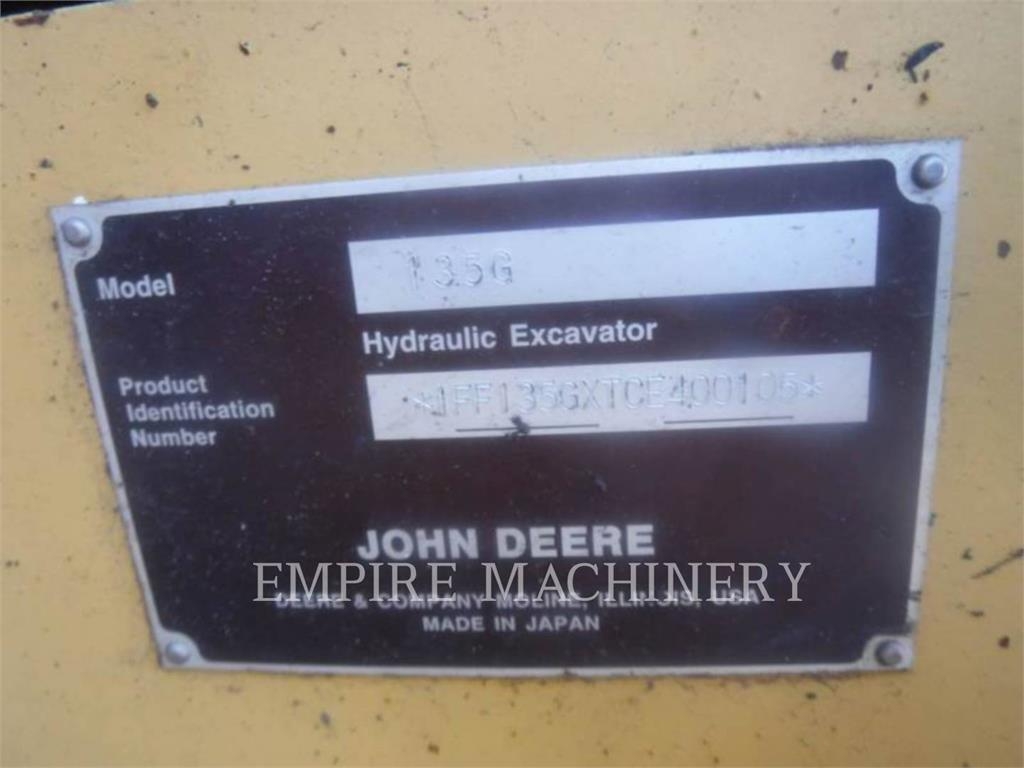 Model 135G
Hydraulic Excavator
Product
Identification
Number
*1FF135GXTCE400105*
JOHN DEERE
EMPIRE MACHINERY
DEERE & COMPANY MOLINE, ILLINOIS, USA
MADE IN JAPAN